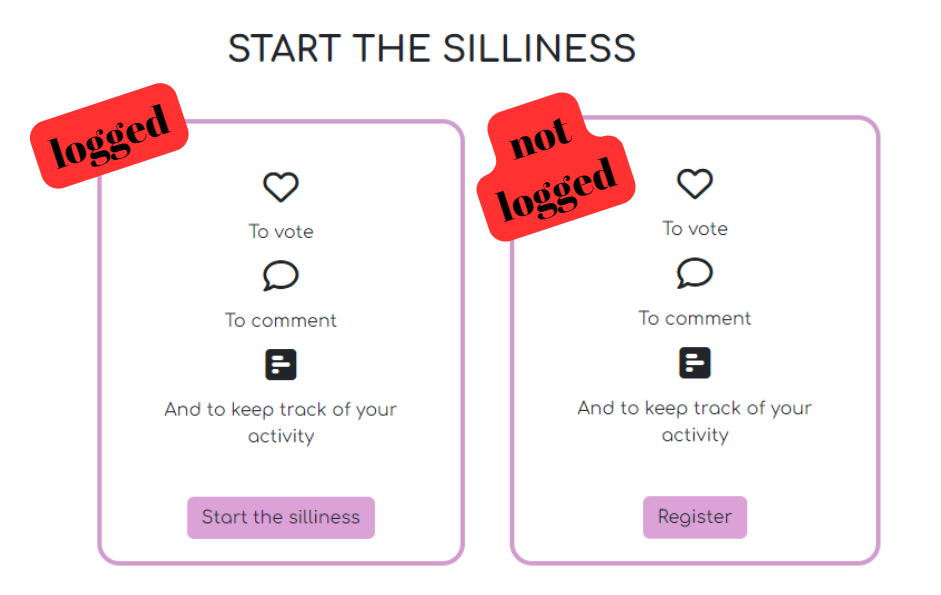 START THE SILLINESS
logged
To vote
To comment
And to keep track of your
activity
Start the silliness
not
logged
To vote
To comment
And to keep track of your
activity
Register